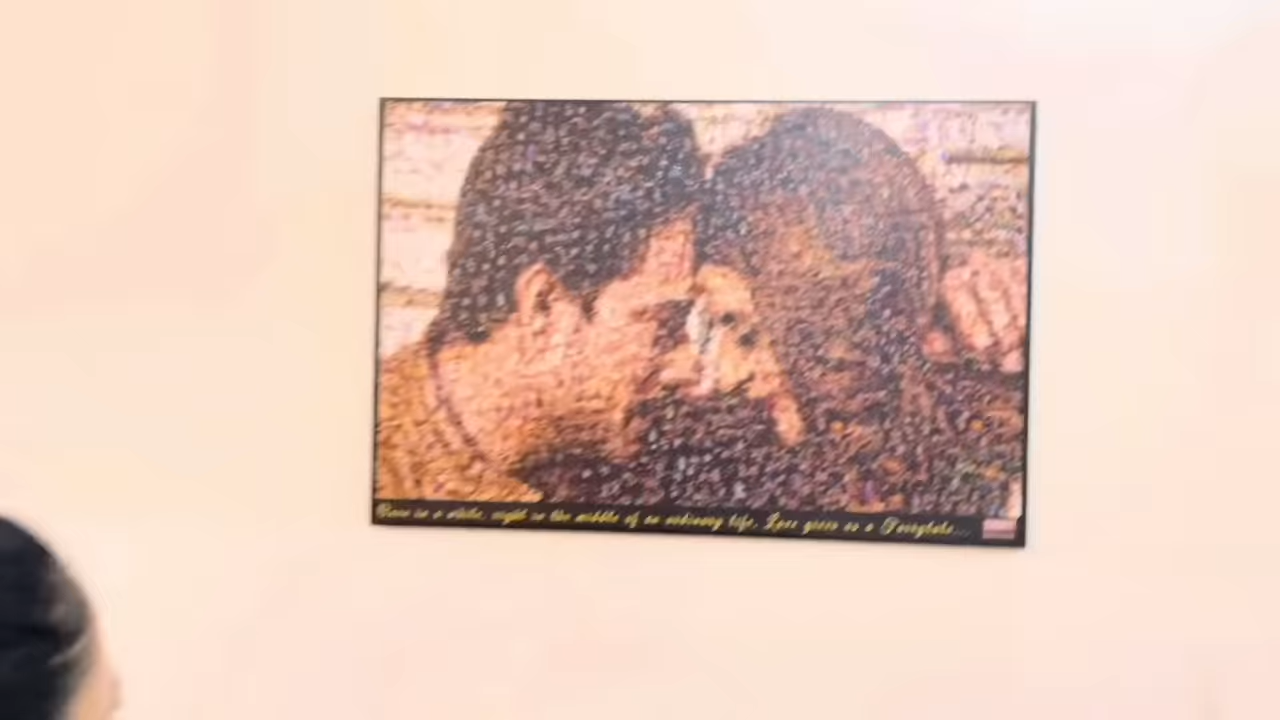 Once in a while, right in the middle of an ordinary life, Love gives us a Fairytale...